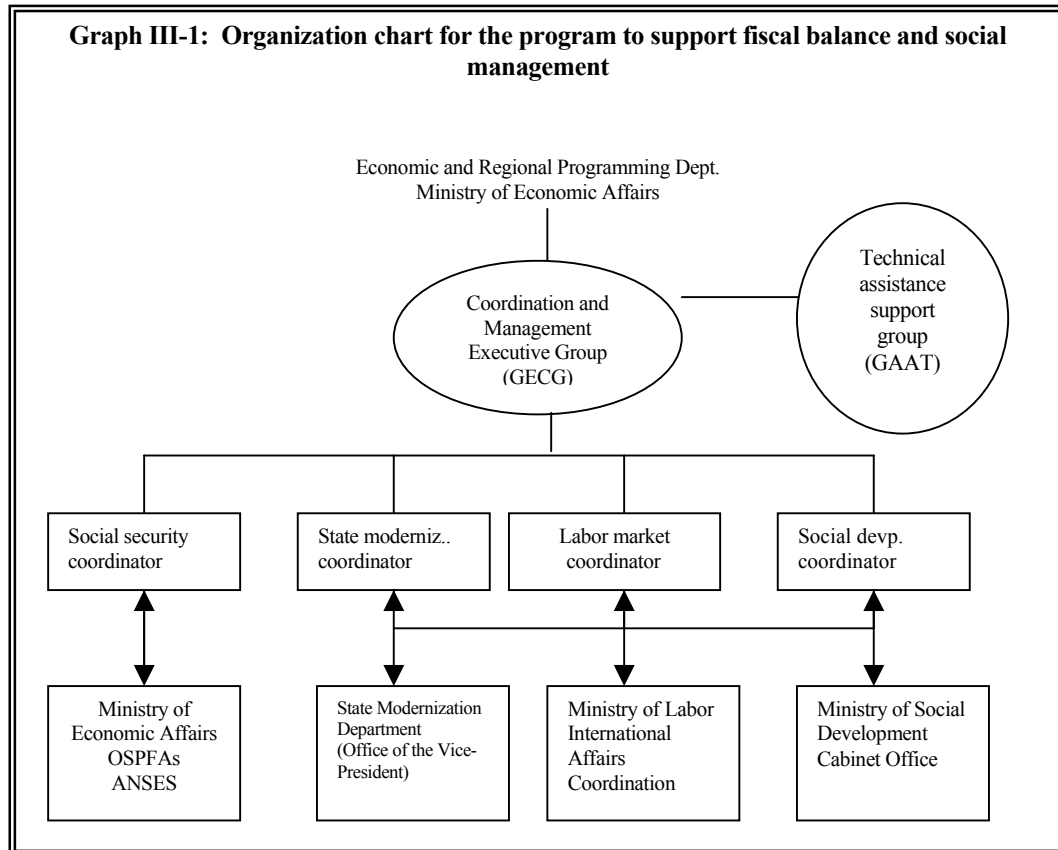 Graph III-1: Organization chart for the program to support fiscal balance and social
management
Economic and Regional Programming Dept.
Ministry of Economic Affairs
Coordination and
Management
Executive Group
(GECG)
Technical
assistance
support
group
(GAAT)
Social security
coordinator
State moderniz..
coordinator
Labor market
coordinator
Social devp.
coordinator
Ministry of
Economic Affairs
OSPFAs
ANSES
State Modernization
Department
(Office of the Vice-
President)
Ministry of Labor
International
Affairs
Coordination
Ministry of Social
Development
Cabinet Office